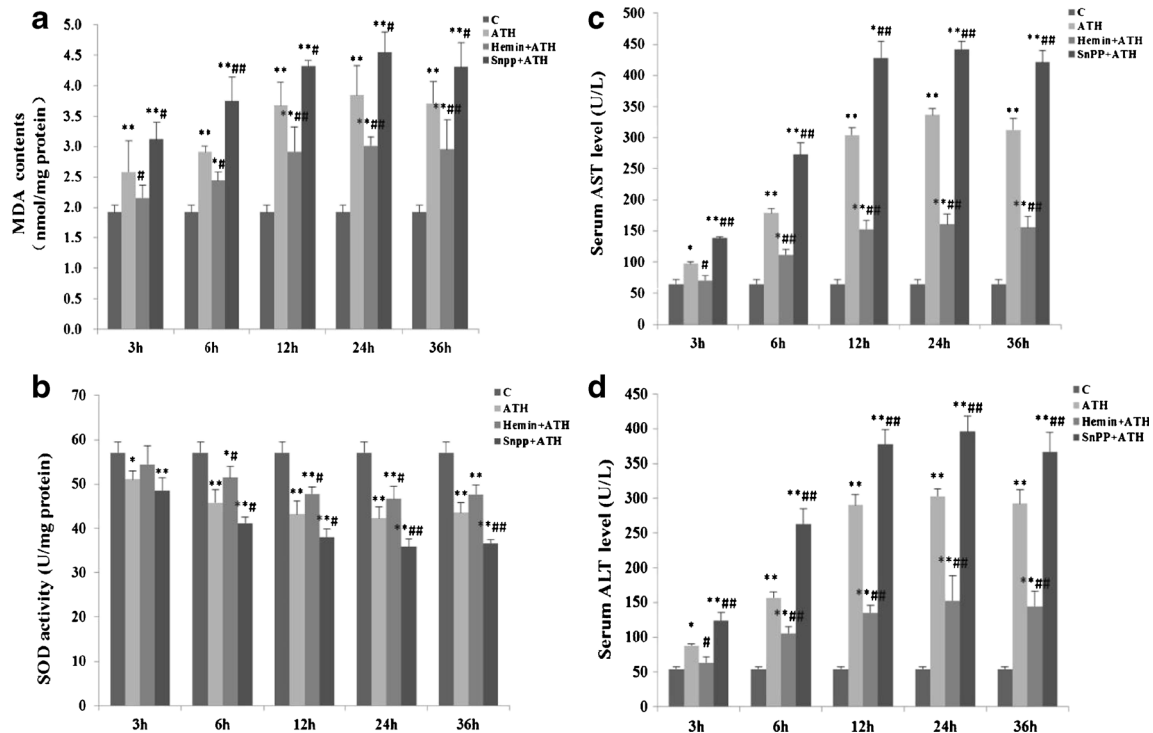 a
MDA contents
( nmol/mg protein)
5.0
4.5
4.0
3.5
3.0
2.5
2.0
1.5
1.0
0.5
0.0
C
ATH
Hemin+ATH
Snpp+ATH
** # ** #
** * # ** ##
** ** ## ** #
** ** ## ** #
** ** ## ** #
3h 6h 12h 24h 36h
b
SOD activity (U/mg protein)
70
60
50
40
30
20
10
0
C
ATH
Hemin+ATH
Snpp+ATH
* **
** *# **#
** **# **#
** **# **##
** ** **##
3h 6h 12h 24h 36h
c
Serum AST level (U/L)
500
450
400
350
300
250
200
150
100
50
0
C
ATH
Hemin+ATH
SnPP+ATH
* # **##
** *## **##
** **## *##
** **## **##
** **## **##
3h 6h 12h 24h 36h
d
Serum ALT level (U/L)
450
400
350
300
250
200
150
100
50
0
C
ATH
Hemin+ATH
SnPP+ATH
* # **##
** **## **##
** **## **##
** **## **##
** **## **##
3h 6h 12h 24h 36h